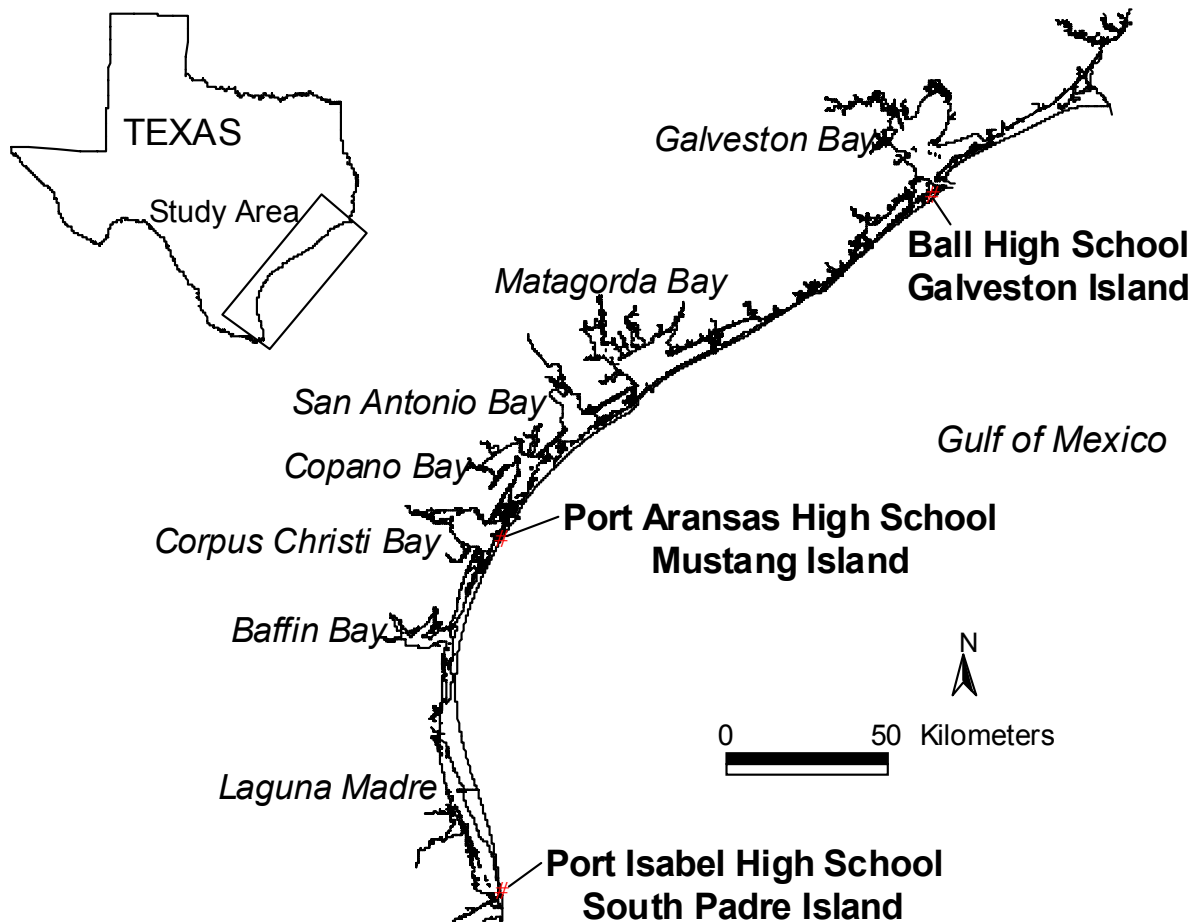 TEXAS
Study Area
Galveston Bay
Ball High School
Galveston Island
Matagorda Bay
San Antonio Bay
Gulf of Mexico
Copano Bay
Port Aransas High School
Mustang Island
Corpus Christi Bay
Baffin Bay
N
0 50 Kilometers
Laguna Madre
Port Isabel High School
South Padre Island